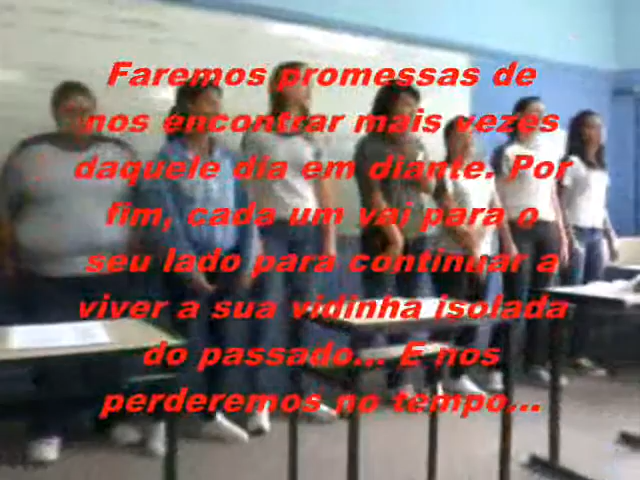 Faremos promessas de
nos encontrar mais vezes
daquele dia em diante. Por
fim, cada um vai para o
seu lado para continuar a
viver a sua vidinha isolada
do passado... E nos
perderemos no tempo...